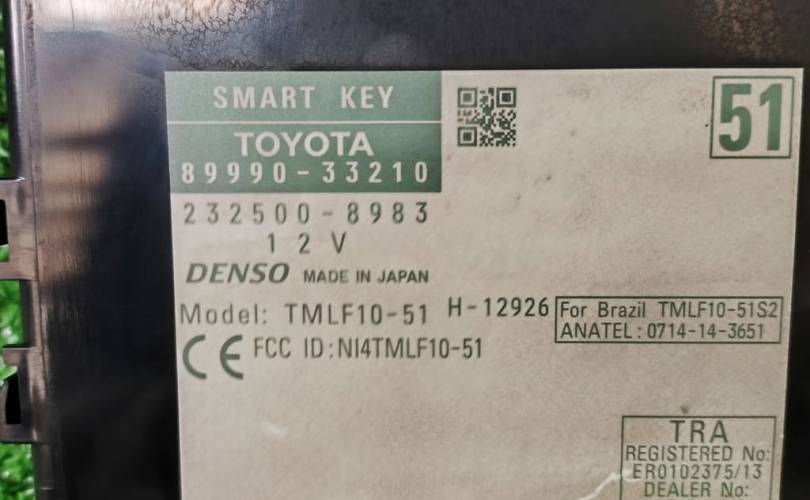 SMART KEY
51
TOYOTA
89990-33210
232500-8983
12V
DENSO MADE IN JAPAN
Model: TMLF10-51 H-12926
For Brazil TMLF10-51S2
ANATEL:0714-14-3651
CE FCC ID:NI4TMLF10-51
TRA
REGISTERED No:
ER0102375/13
DEALER No: